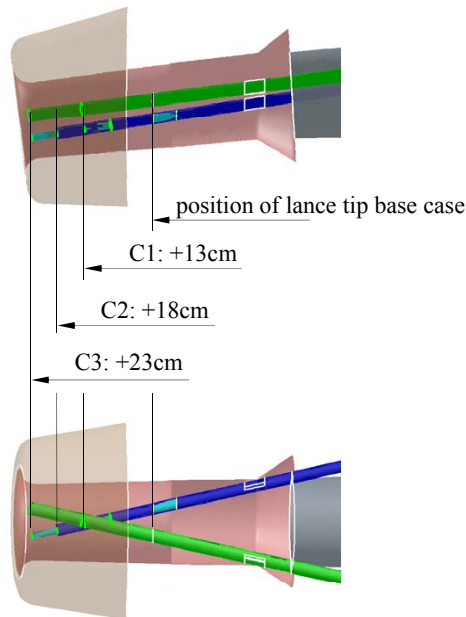 position of lance tip base case
C1: +13cm
C2: +18cm
C3: +23cm